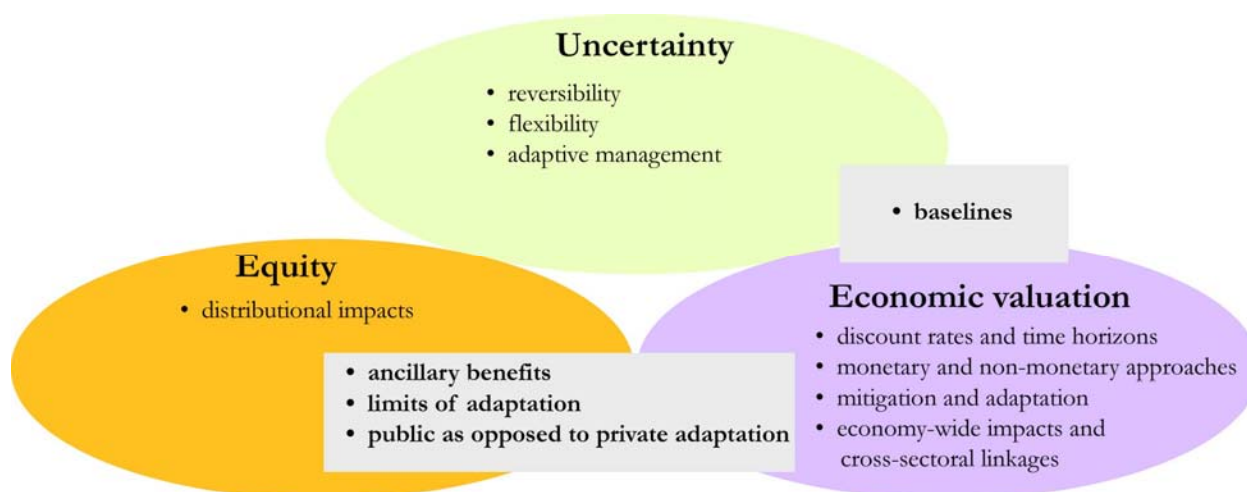 Uncertainty
• reversibility
• flexibility
• adaptive management
• baselines
Equity
• distributional impacts
• ancillary benefits
• limits of adaptation
• public as opposed to private adaptation
Economic valuation
• discount rates and time horizons
• monetary and non-monetary approaches
• mitigation and adaptation
• economy-wide impacts and
cross-sectoral linkages